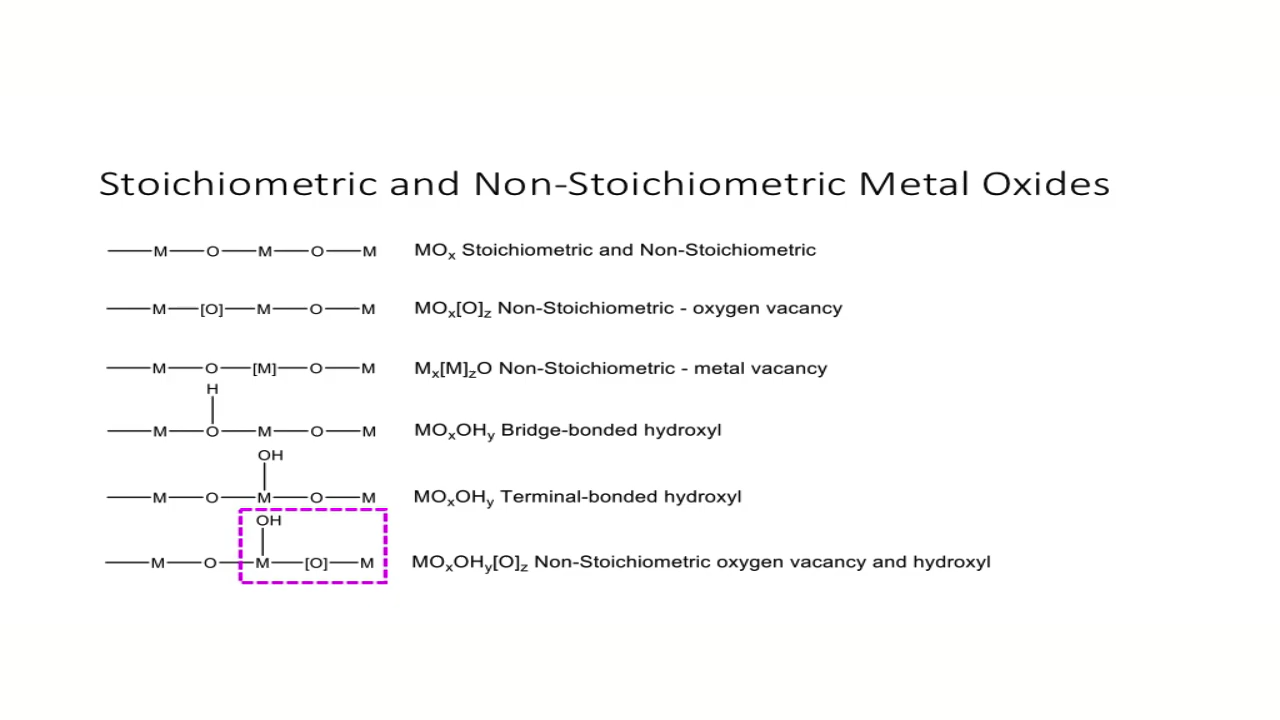 Stoichiometric and Non-Stoichiometric Metal Oxides
M—O—M—O—M MOx Stoichiometric and Non-Stoichiometric
M—[O]—M—O—M MOx[O]z Non-Stoichiometric - oxygen vacancy
M—O—[M]—O—M Mx[M]zO Non-Stoichiometric - metal vacancy
H
M—O—M—O—M MOxOHy Bridge-bonded hydroxyl
OH
M—O—M—O—M MOxOHy Terminal-bonded hydroxyl
OH
M—O—M—[O]—M MOxOHy[O]z Non-Stoichiometric oxygen vacancy and hydroxyl